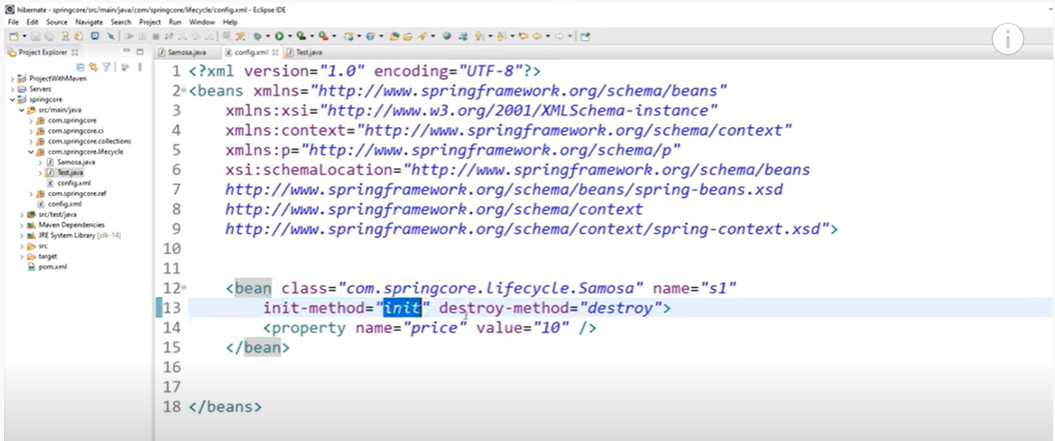 hibernate - springcore/src/main/java/com/springcore/lifecycle/config.xml - Eclipse IDE
File Edit Source Navigate Search Project Run Window Help
Project Explorer
ProjectWithMaven
Servers
springcore
src/main/java
com.springcore
com.springcore.ci
com.springcore.collections
com.springcore.lifecycle
Samosa.java
Test.java
config.xml
com.springcore.ref
config.xml
src/test/java
Maven Dependencies
JRE System Library [jdk-14]
src
target
pom.xml
Samosa.java config.xml Test.java
1 <?xml version="1.0" encoding="UTF-8"?>
2 <beans xmlns="http://www.springframework.org/schema/beans"
3 xmlns:xsi="http://www.w3.org/2001/XMLSchema-instance"
4 xmlns:context="http://www.springframework.org/schema/context"
5 xmlns:p="http://www.springframework.org/schema/p"
6 xsi:schemaLocation="http://www.springframework.org/schema/beans
7 http://www.springframework.org/schema/beans/spring-beans.xsd
8 http://www.springframework.org/schema/context
9 http://www.springframework.org/schema/context/spring-context.xsd">
10
11
12 <bean class="com.springcore.lifecycle.Samosa" name="s1"
13 init-method="init" destroy-method="destroy">
14 <property name="price" value="10" />
15 </bean>
16
17
18 </beans>